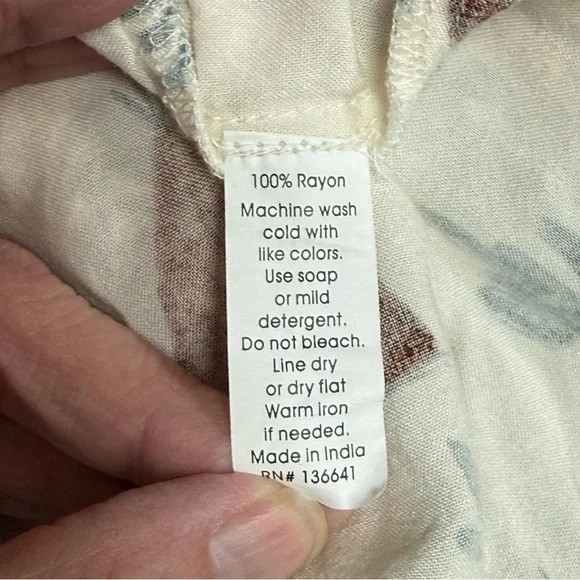 100% Rayon
Machine wash
cold with
like colors.
Use soap
or mild
detergent.
Do not bleach.
Line dry
or dry flat
Warm iron
if needed.
Made in India
RN# 136641